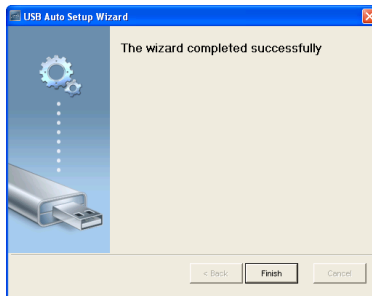 USB Auto Setup Wizard
The wizard completed successfully
< Back
Finish
Cancel